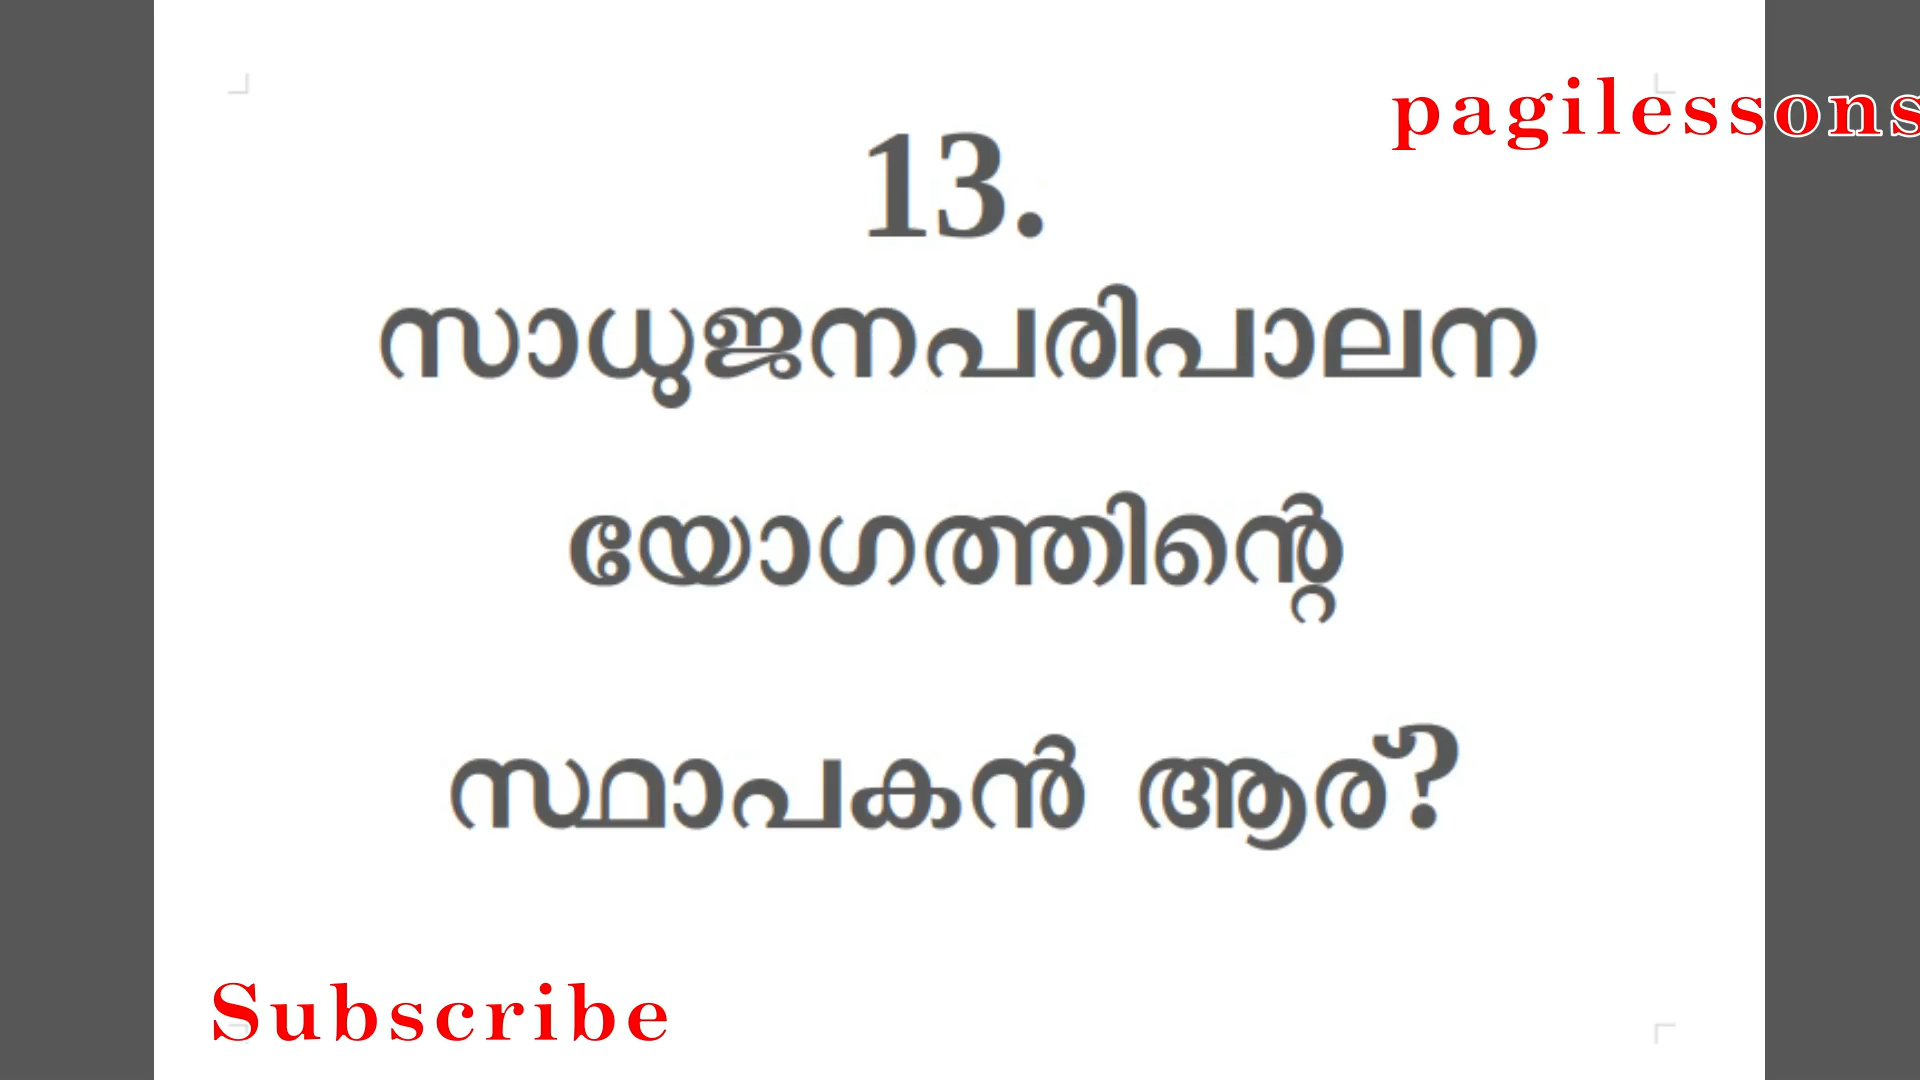 pagilessons
13.
സാധുജനപരിപാലന
യോഗത്തിന്റെ
സ്ഥാപകൻ ആര്?
Subscribe